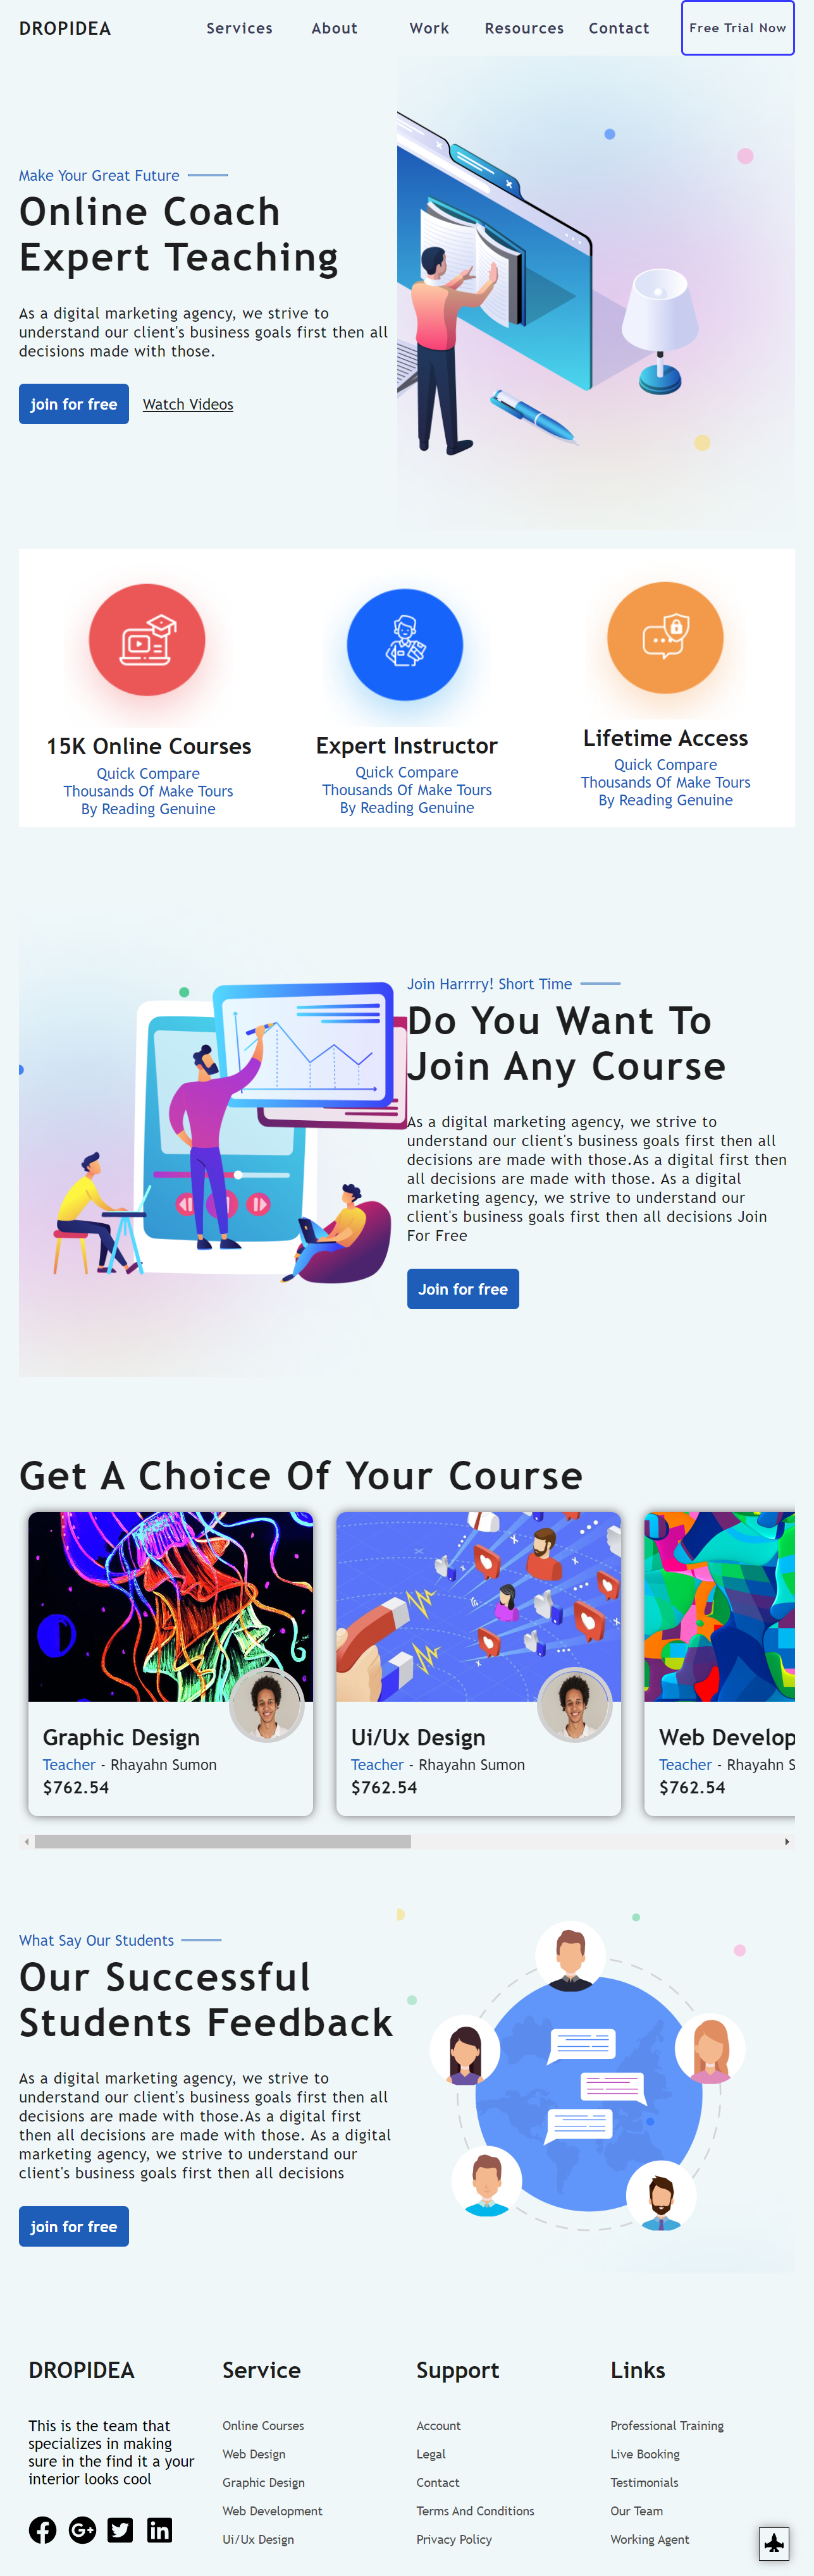 DROPIDEA
Services
About
Work
Resources
Contact
Free Trial Now
Make Your Great Future
Online Coach
Expert Teaching
As a digital marketing agency, we strive to
understand our client's business goals first then all
decisions made with those.
join for free
Watch Videos
15K Online Courses
Quick Compare
Thousands Of Make Tours
By Reading Genuine
Expert Instructor
Quick Compare
Thousands Of Make Tours
By Reading Genuine
Lifetime Access
Quick Compare
Thousands Of Make Tours
By Reading Genuine
Join Harrrry! Short Time
Do You Want To
Join Any Course
As a digital marketing agency, we strive to
understand our client's business goals first then all
decisions are made with those.As a digital first then
all decisions are made with those. As a digital
marketing agency, we strive to understand our
client's business goals first then all decisions Join
For Free
Join for free
Get A Choice Of Your Course
Graphic Design
Teacher - Rhayahn Sumon
$762.54
Ui/Ux Design
Teacher - Rhayahn Sumon
$762.54
Web Develop
Teacher - Rhayahn S
$762.54
What Say Our Students
Our Successful
Students Feedback
As a digital marketing agency, we strive to
understand our client's business goals first then all
decisions are made with those.As a digital first
then all decisions are made with those. As a digital
marketing agency, we strive to understand our
client's business goals first then all decisions
join for free
DROPIDEA
This is the team that
specializes in making
sure in the find it a your
interior looks cool
Service
Online Courses
Web Design
Graphic Design
Web Development
Ui/Ux Design
Support
Account
Legal
Contact
Terms And Conditions
Privacy Policy
Links
Professional Training
Live Booking
Testimonials
Our Team
Working Agent